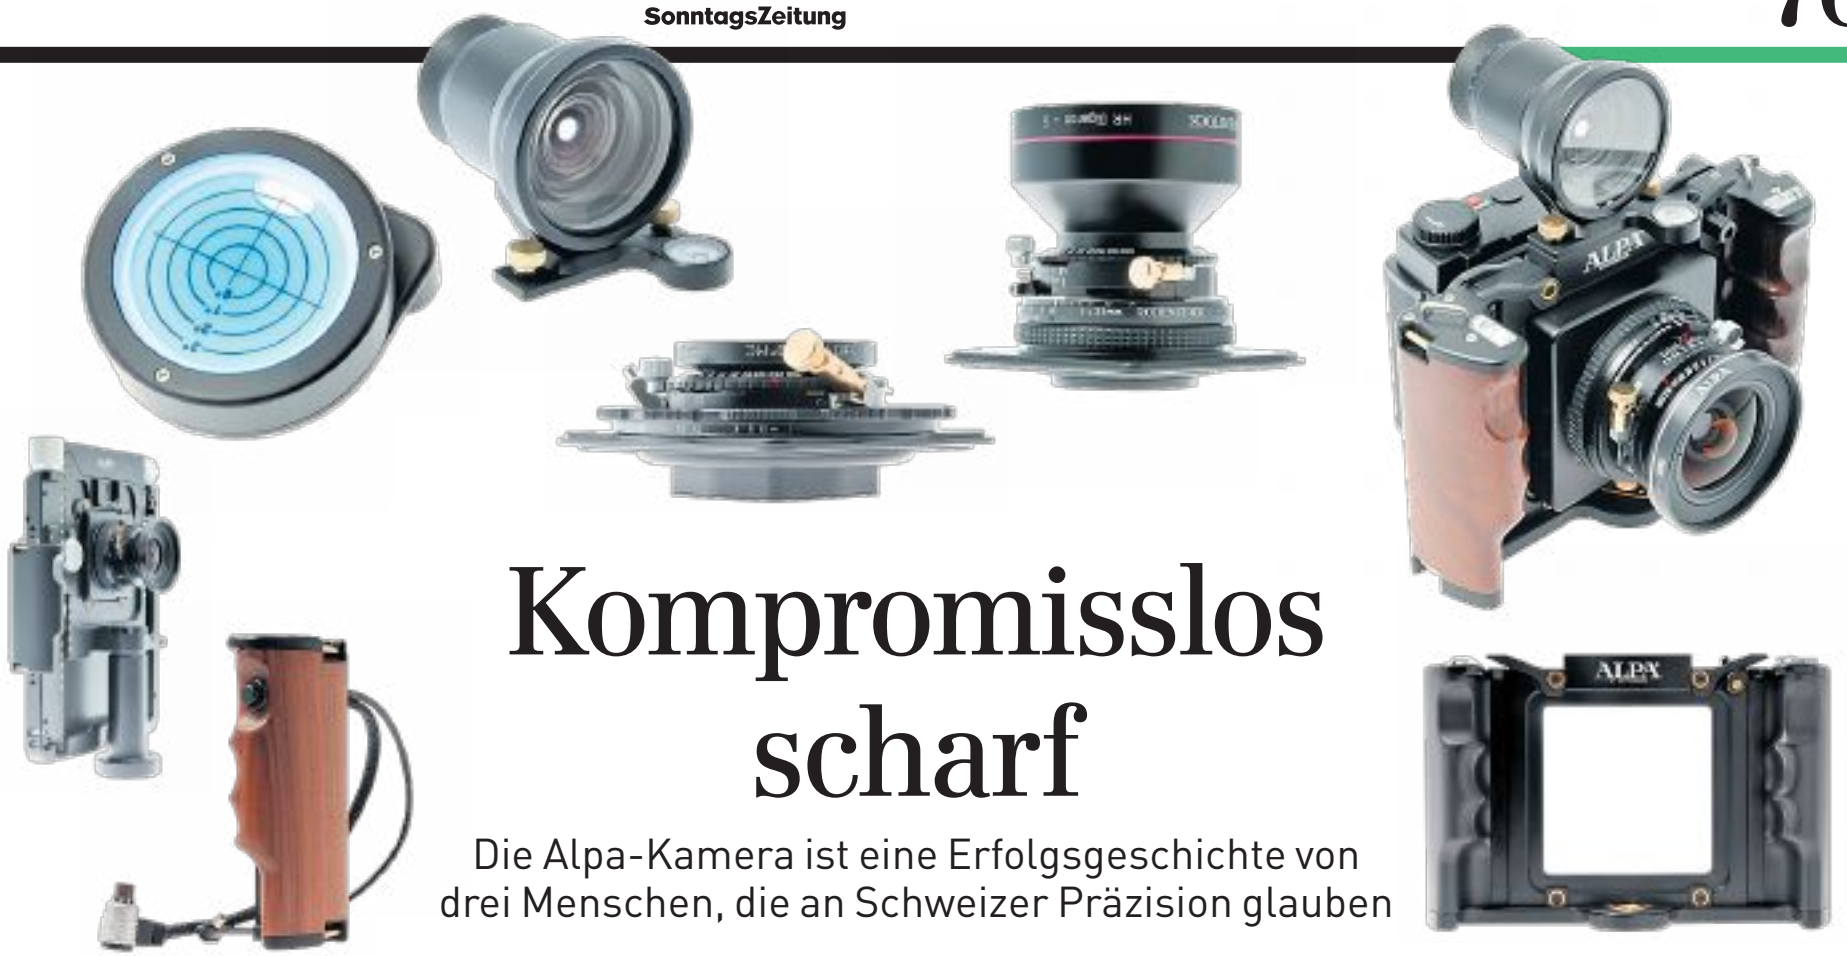 SonntagsZeitung
ALPA
ALPA
Kompromisslos
scharf
ALPA
Die Alpa-Kamera ist eine Erfolgsgeschichte von
drei Menschen, die an Schweizer Präzision glauben